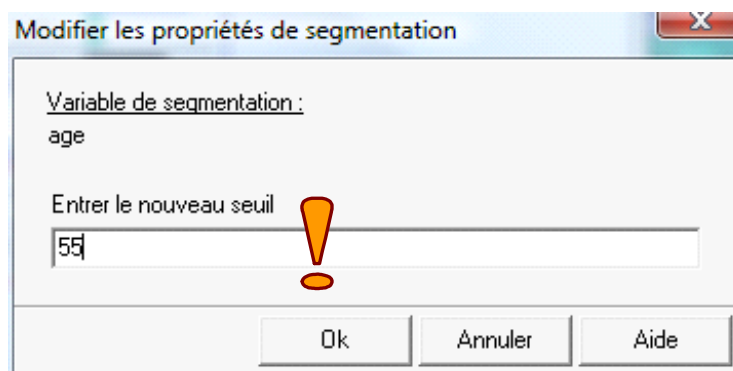 Modifier les propriétés de segmentation
X
Variable de segmentation :
age
Entrer le nouveau seuil
!
55
Ok Annuler Aide